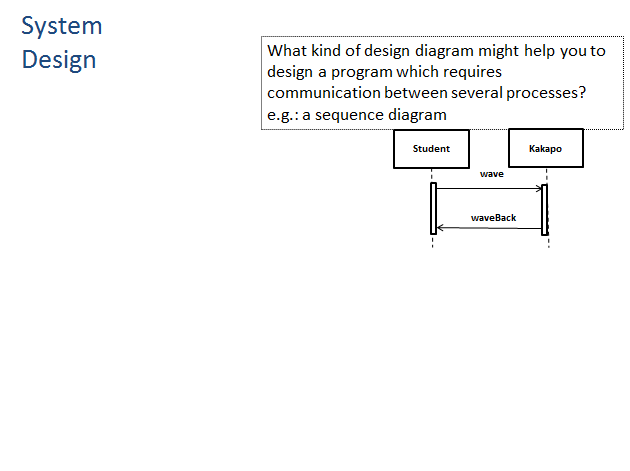 System
Design
What kind of design diagram might help you to
design a program which requires
communication between several processes?
e.g.: a sequence diagram
Student
Kakapo
wave
waveBack